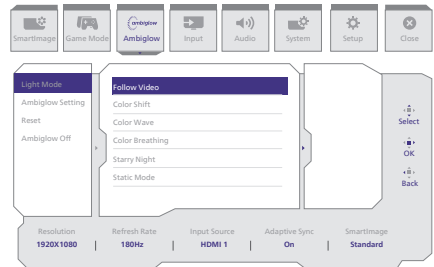 ambiglow
SmartImage Game Mode Ambiglow Input Audio System Setup Close
Light Mode
Ambiglow Setting
Reset
Ambiglow Off
Follow Video
Color Shift
Color Wave
Color Breathing
Starry Night
Static Mode
Select
OK
Back
Resolution Refresh Rate Input Source Adaptive Sync SmartImage
1920X1080 | 180Hz | HDMI 1 | On | Standard